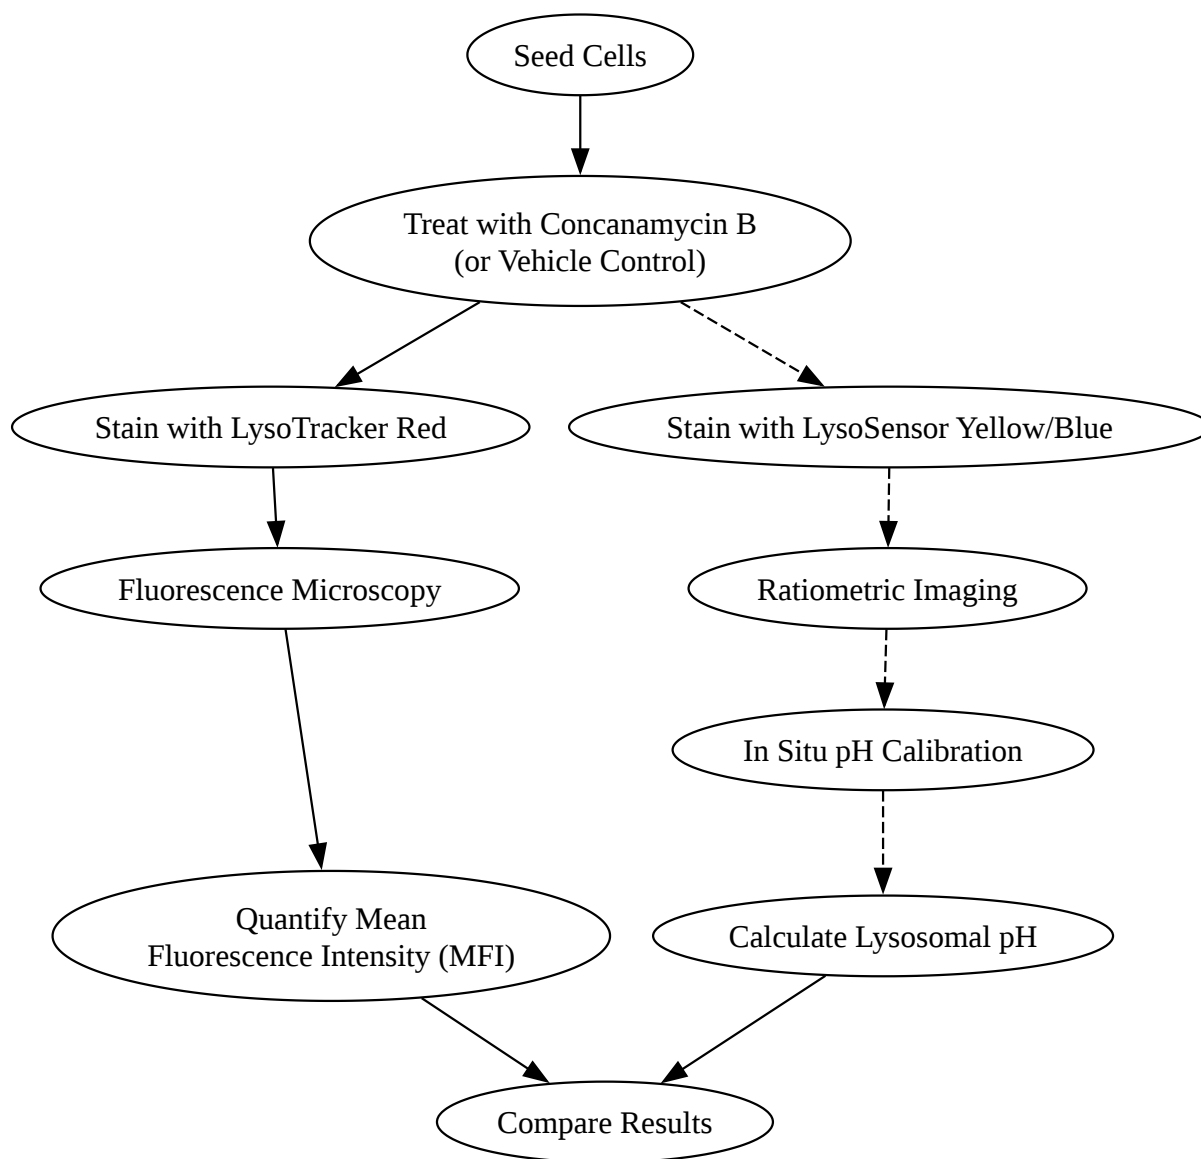 Seed Cells
Treat with Concanamycin B
(or Vehicle Control)
Stain with LysoTracker Red
Stain with LysoSensor Yellow/Blue
Fluorescence Microscopy
Ratiometric Imaging
In Situ pH Calibration
Quantify Mean
Fluorescence Intensity (MFI)
Calculate Lysosomal pH
Compare Results